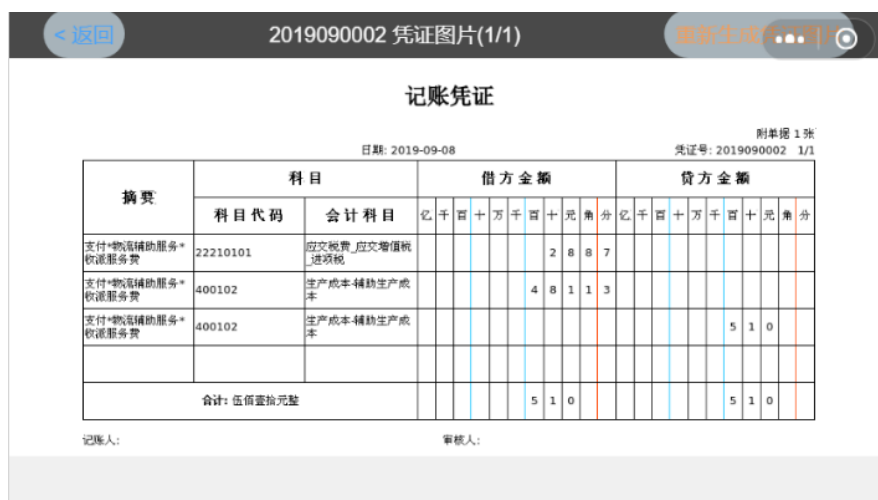 < 返回 2019090002 凭证图片(1/1)
记账凭证
附单据 1 张
日期: 2019-09-08 凭证号: 2019090002 1/1
摘要 科目 借方金额 贷方金额
科目代码 会计科目 亿 千 百 十 万 千 百 十 元 角 分 亿 千 百 十 万 千 百 十 元 角 分
支付*物流辅助服务*
收派服务费 22210101 应交税费_应交增值税
_进项税 2 8 8 7
支付*物流辅助服务*
收派服务费 400102 生产成本-辅助生产成
本 4 8 1 1 3
支付*物流辅助服务*
收派服务费 400102 生产成本-辅助生产成
本 5 1 0
合计: 伍佰壹拾元整 5 1 0 5 1 0
记账人: 审核人: